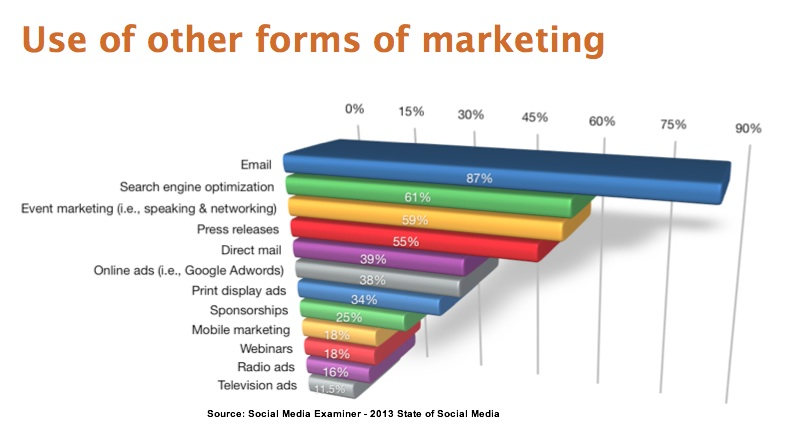 Use of other forms of marketing
0% 15% 30% 45% 60% 75% 90%
Email 87%
Search engine optimization 61%
Event marketing (i.e., speaking & networking) 59%
Press releases 55%
Direct mail 39%
Online ads (i.e., Google Adwords) 38%
Print display ads 34%
Sponsorships 25%
Mobile marketing 18%
Webinars 18%
Radio ads 16%
Television ads 11.5%
Source: Social Media Examiner - 2013 State of Social Media